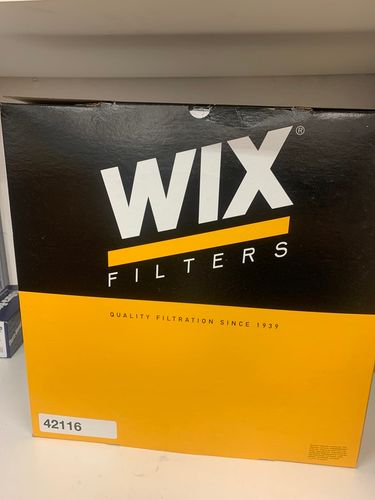 WIX®
FILTERS
QUALITY FILTRATION SINCE 1939
42116